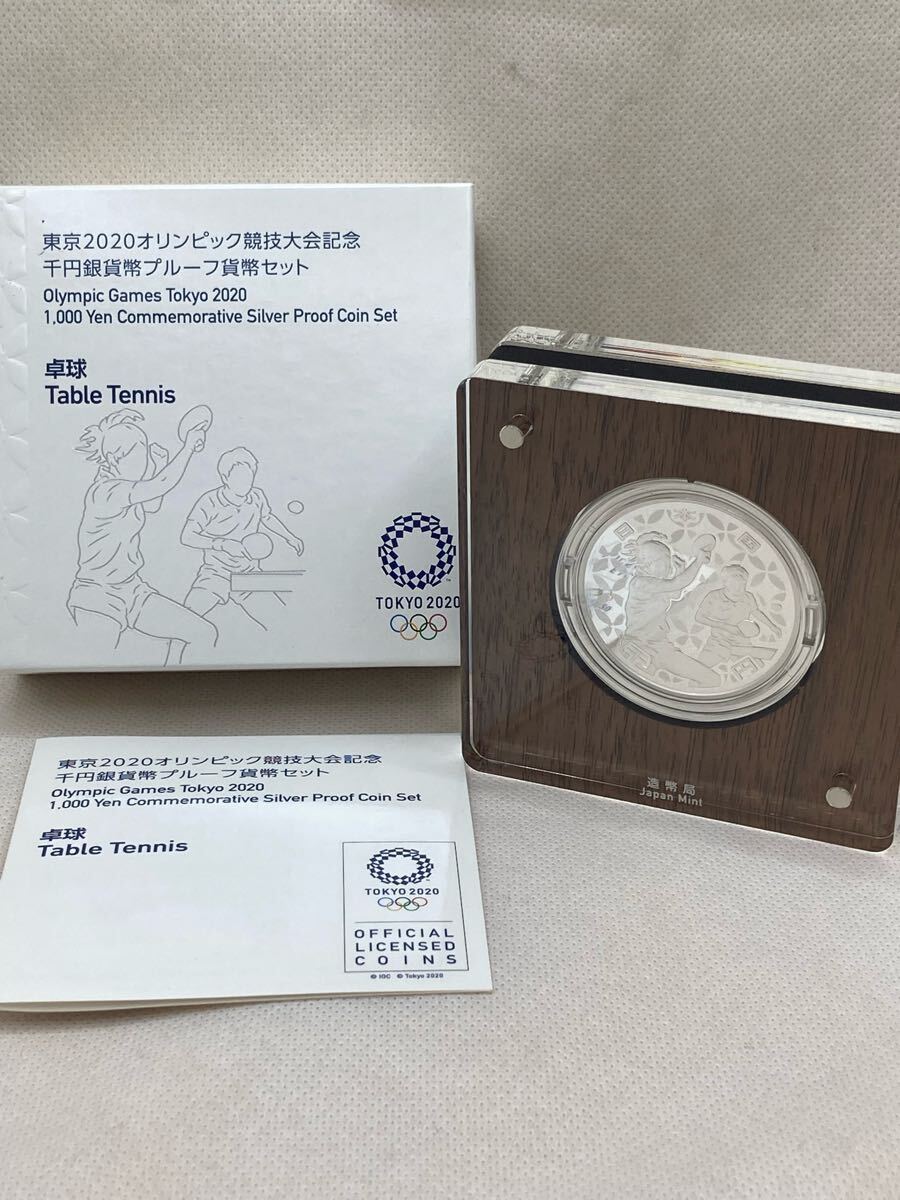 東京2020オリンピック競技大会記念
千円銀貨幣プルーフ貨幣セット
Olympic Games Tokyo 2020
1,000 Yen Commemorative Silver Proof Coin Set
卓球
Table Tennis
TOKYO 2020
造幣局
Japan Mint
東京2020オリンピック競技大会記念
千円銀貨幣プルーフ貨幣セット
Olympic Games Tokyo 2020
1,000 Yen Commemorative Silver Proof Coin Set
卓球
Table Tennis
TOKYO 2020
OFFICIAL
LICENSED
COINS
© IOC © Tokyo 2020